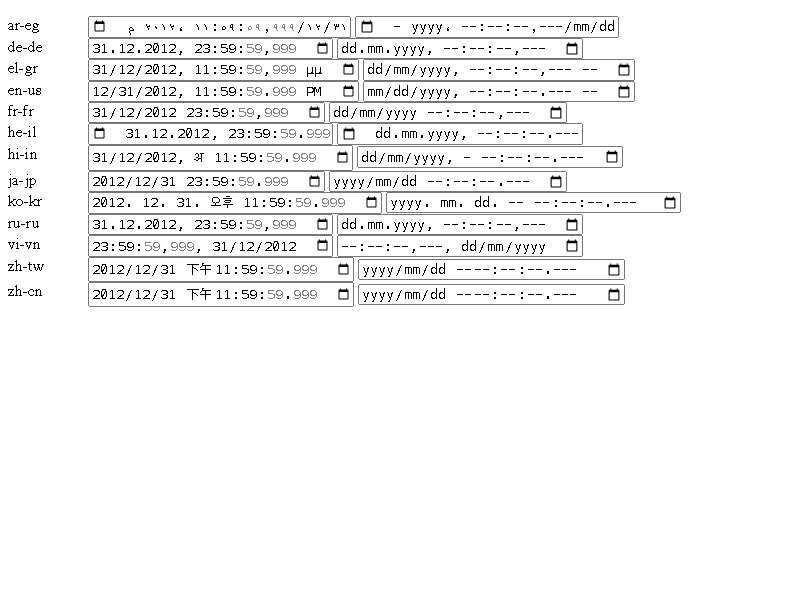 ar-eg م ٢٠١٢، ١١:٥٩:٥٩,٩٩٩/١٢/٣١ - yyyy، --:--:--,---/mm/dd
de-de 31.12.2012, 23:59:59,999 dd.mm.yyyy, --:--:--,---
el-gr 31/12/2012, 11:59:59,999 μμ dd/mm/yyyy, --:--:--,--- --
en-us 12/31/2012, 11:59:59.999 PM mm/dd/yyyy, --:--:--.--- --
fr-fr 31/12/2012 23:59:59,999 dd/mm/yyyy --:--:--,---
he-il 31.12.2012, 23:59:59.999 dd.mm.yyyy, --:--:--.---
hi-in 31/12/2012, अ 11:59:59.999 dd/mm/yyyy, - --:--:--.---
ja-jp 2012/12/31 23:59:59.999 yyyy/mm/dd --:--:--.---
ko-kr 2012. 12. 31. 오후 11:59:59.999 yyyy. mm. dd. -- --:--:--.---
ru-ru 31.12.2012, 23:59:59,999 dd.mm.yyyy, --:--:--,---
vi-vn 23:59:59,999, 31/12/2012 --:--:--,---, dd/mm/yyyy
zh-tw 2012/12/31 下午11:59:59.999 yyyy/mm/dd ----:--:--.---
zh-cn 2012/12/31 下午11:59:59.999 yyyy/mm/dd ----:--:--.---